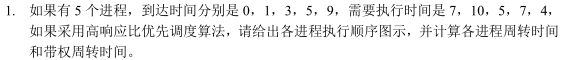 1. 如果有 5 个进程，到达时间分别是 0，1，3，5，9，需要执行时间是 7，10，5，7，4，
如果采用高响应比优先调度算法，请给出各进程执行顺序图示，并计算各进程周转时间
和带权周转时间。